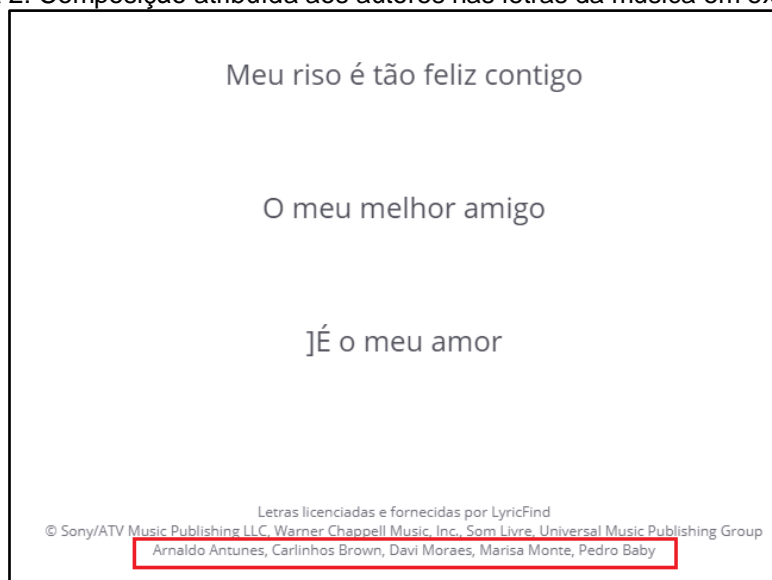 2. Composição atribuída aos autores nas letras da música em ex
Meu riso é tão feliz contigo
O meu melhor amigo
]É o meu amor
Letras licenciadas e fornecidas por LyricFind
© Sony/ATV Music Publishing LLC, Warner Chappell Music, Inc., Som Livre, Universal Music Publishing Group
Arnaldo Antunes, Carlinhos Brown, Davi Moraes, Marisa Monte, Pedro Baby